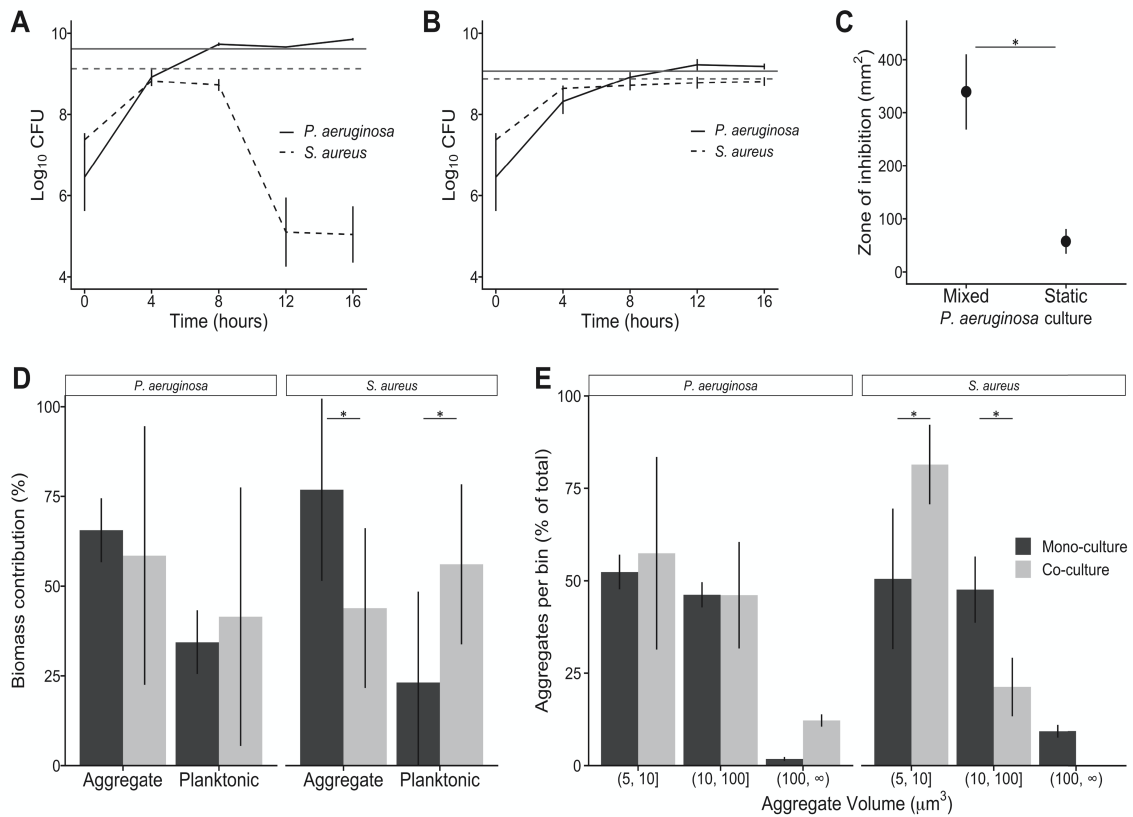 A
10
8
6
4
Log10 CFU
P. aeruginosa
S. aureus
0 4 8 12 16
Time (hours)
B
10
8
6
4
Log10 CFU
P. aeruginosa
S. aureus
0 4 8 12 16
Time (hours)
C
*
400
300
200
100
0
Zone of inhibition (mm2)
Mixed Static
P. aeruginosa culture
D
P. aeruginosa S. aureus
100
75
50
25
0
* *
Biomass contribution (%)
Aggregate Planktonic Aggregate Planktonic
E
P. aeruginosa S. aureus
100
75
50
25
0
* *
Aggregates per bin (% of total)
Mono-culture
Co-culture
(5, 10] (10, 100] (100, ∞) (5, 10] (10, 100] (100, ∞)
Aggregate Volume (μm3)